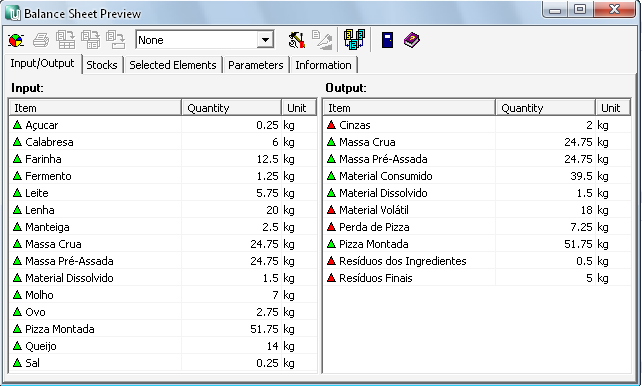 Balance Sheet Preview
None
Input/Output Stocks Selected Elements Parameters Information
Input: Output:
Item Quantity Unit Item Quantity Unit
Açucar 0.25 kg Cinzas 2 kg
Calabresa 6 kg Massa Crua 24.75 kg
Farinha 12.5 kg Massa Pré-Assada 24.75 kg
Fermento 1.25 kg Material Consumido 39.5 kg
Leite 5.75 kg Material Dissolvido 1.5 kg
Lenha 20 kg Material Volátil 18 kg
Manteiga 2.5 kg Perda de Pizza 7.25 kg
Massa Crua 24.75 kg Pizza Montada 51.75 kg
Massa Pré-Assada 24.75 kg Resíduos dos Ingredientes 0.5 kg
Material Dissolvido 1.5 kg Resíduos Finais 5 kg
Molho 7 kg
Ovo 2.75 kg
Pizza Montada 51.75 kg
Queijo 14 kg
Sal 0.25 kg